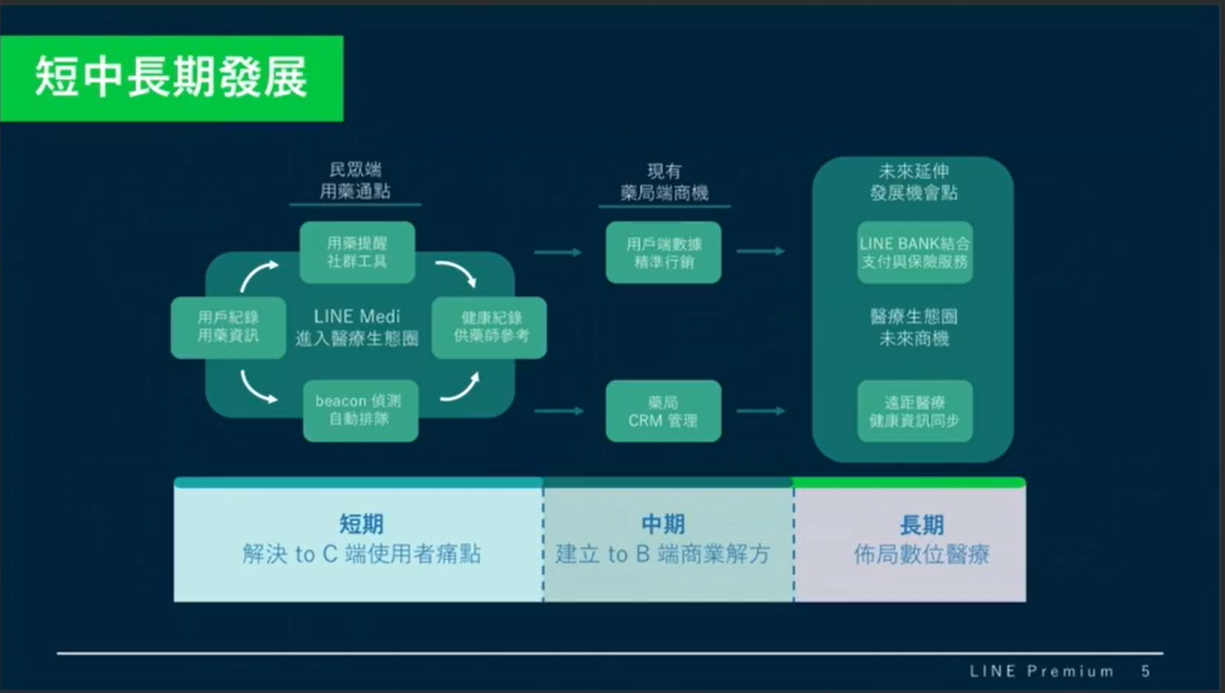 短中長期發展
民眾端
用藥通點
現有
藥局端商機
未來延伸
發展機會點
用藥提醒
社群工具
用戶端數據
精準行銷
LINE BANK結合
支付與保險服務
用戶紀錄
用藥資訊
LINE Medi
進入醫療生態圈
健康紀錄
供藥師參考
醫療生態圈
未來商機
beacon 偵測
自動排隊
藥局
CRM 管理
遠距醫療
健康資訊同步
短期
解決 to C 端使用者痛點
中期
建立 to B 端商業解方
長期
佈局數位醫療
LINE Premium 5